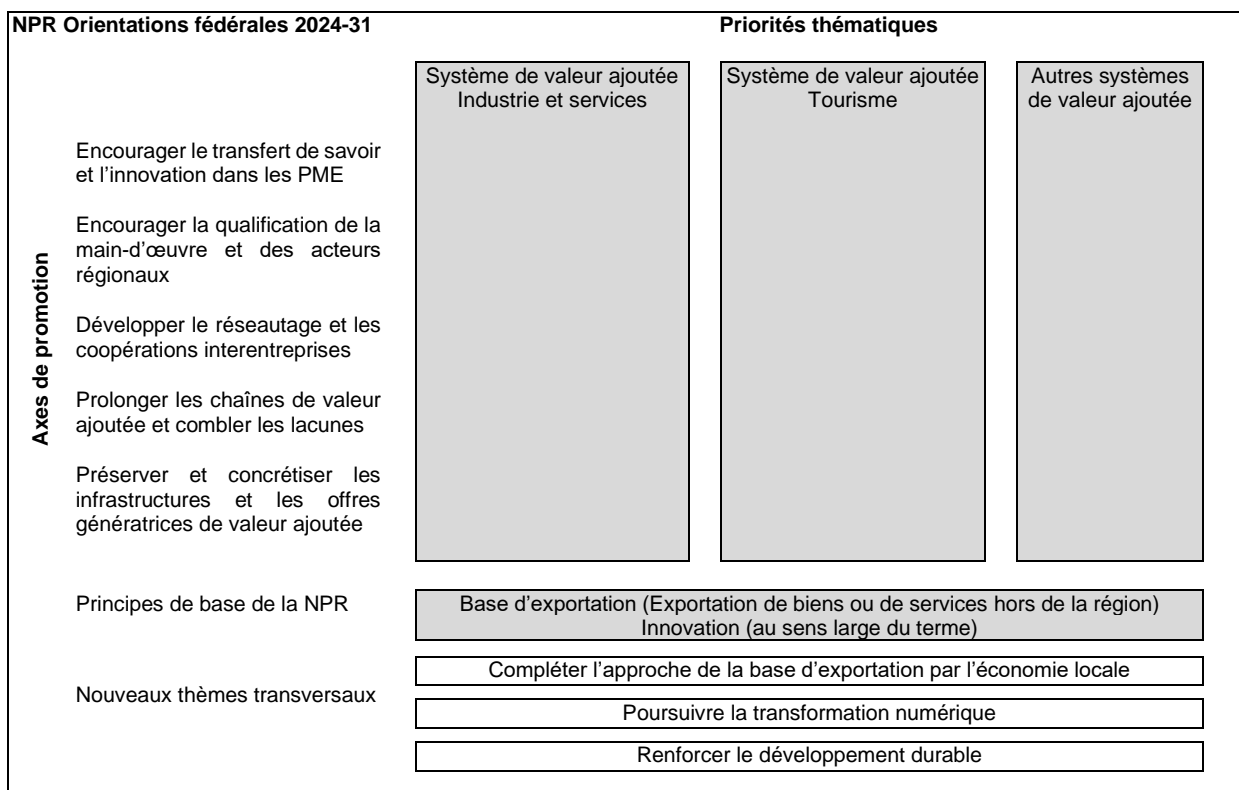 NPR Orientations fédérales 2024-31
Priorités thématiques
Système de valeur ajoutée
Industrie et services
Système de valeur ajoutée
Tourisme
Autres systèmes
de valeur ajoutée
Axes de promotion
Encourager le transfert de savoir
et l'innovation dans les PME
Encourager la qualification de la
main-d'œuvre et des acteurs
régionaux
Développer le réseautage et les
coopérations interentreprises
Prolonger les chaînes de valeur
ajoutée et combler les lacunes
Préserver et concrétiser les
infrastructures et les offres
génératrices de valeur ajoutée
Principes de base de la NPR
Base d'exportation (Exportation de biens ou de services hors de la région)
Innovation (au sens large du terme)
Nouveaux thèmes transversaux
Compléter l'approche de la base d'exportation par l'économie locale
Poursuivre la transformation numérique
Renforcer le développement durable